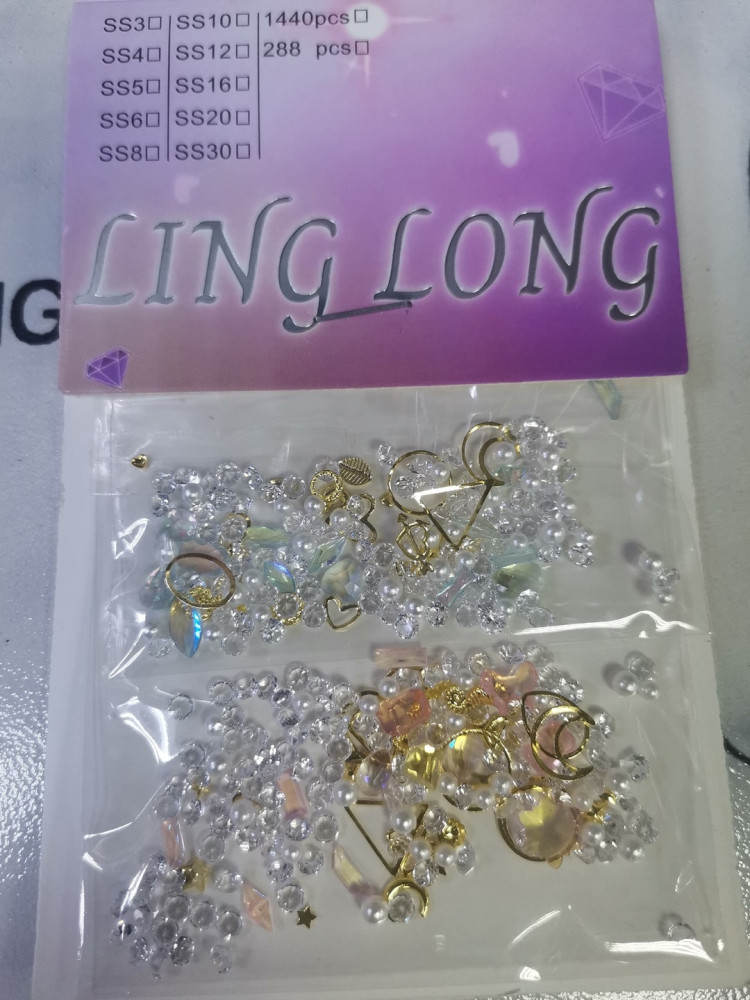 SS3☐ SS10☐ 1440pcs☐
SS4☐ SS12☐ 288 pcs☐
SS5☐ SS16☐
SS6☐ SS20☐
SS8☐ SS30☐
LING LONG